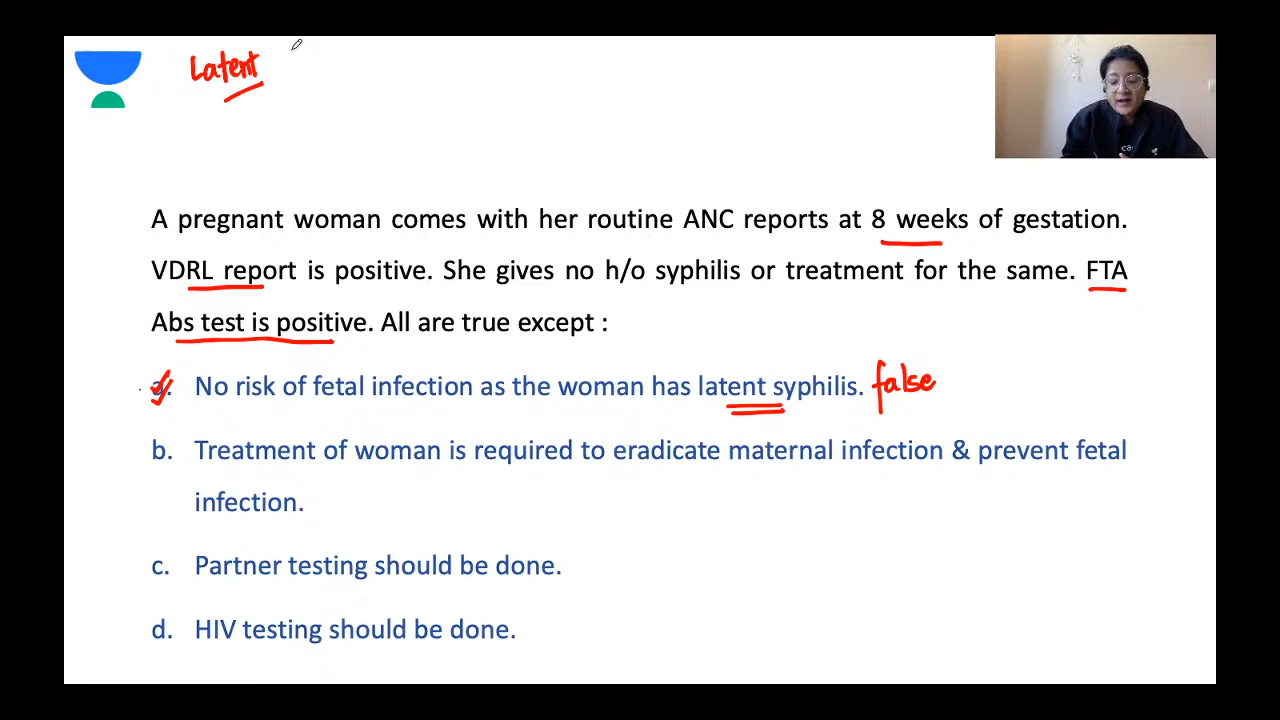 Latent
A pregnant woman comes with her routine ANC reports at 8 weeks of gestation.
VDRL report is positive. She gives no h/o syphilis or treatment for the same. FTA
Abs test is positive. All are true except :
a. No risk of fetal infection as the woman has latent syphilis. false
b. Treatment of woman is required to eradicate maternal infection & prevent fetal
infection.
c. Partner testing should be done.
d. HIV testing should be done.